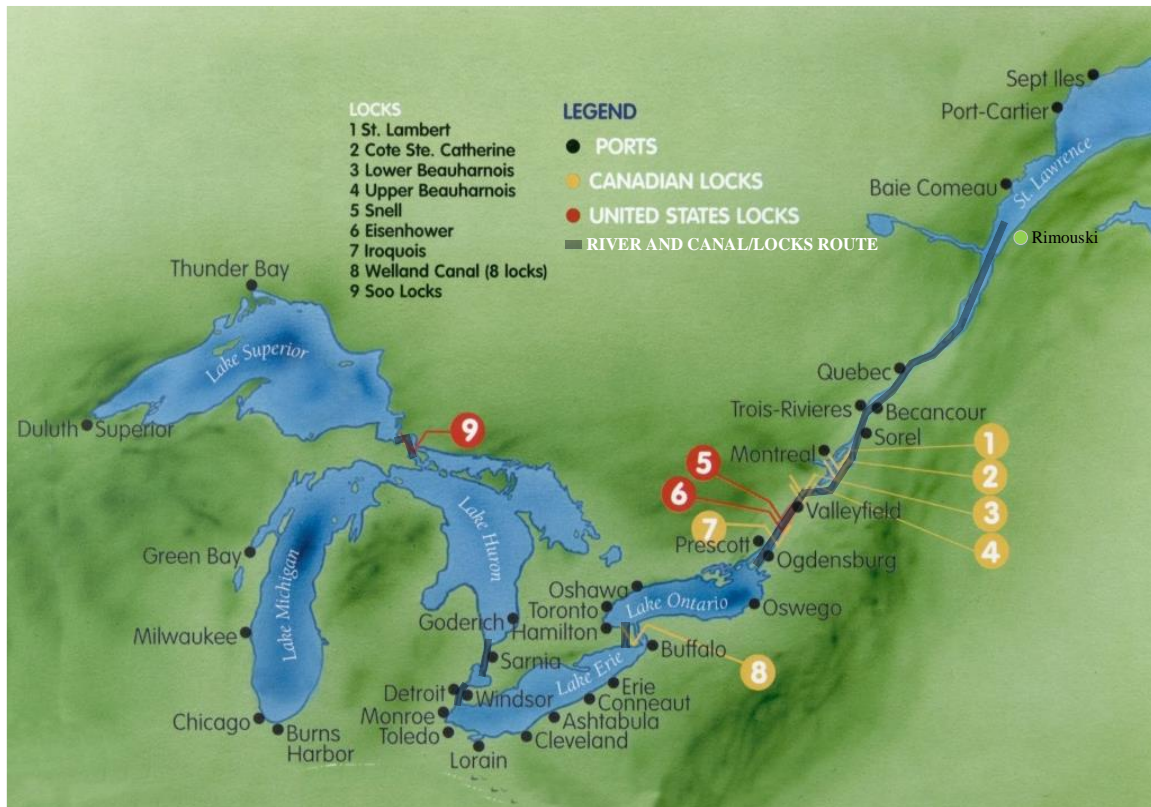 LOCKS
1 St. Lambert
2 Cote Ste. Catherine
3 Lower Beauharnois
4 Upper Beauharnois
5 Snell
6 Eisenhower
7 Iroquois
8 Welland Canal (8 locks)
9 Soo Locks
LEGEND
PORTS
CANADIAN LOCKS
UNITED STATES LOCKS
RIVER AND CANAL/LOCKS ROUTE
Sept Iles
Port-Cartier
St. Lawrence
Baie Comeau
Rimouski
Thunder Bay
Lake Superior
Duluth Superior
9
Quebec
Trois-Rivieres
Becancour
Sorel
Montreal
1
2
3
4
5
6
7
Valleyfield
Prescott
Ogdensburg
Green Bay
Lake Michigan
Lake Huron
Milwaukee
Chicago
Burns
Harbor
Goderich
Oshawa
Toronto
Hamilton
Lake Ontario
Oswego
Sarnia
Buffalo
8
Lake Erie
Detroit
Windsor
Monroe
Toledo
Lorain
Erie
Conneaut
Ashtabula
Cleveland